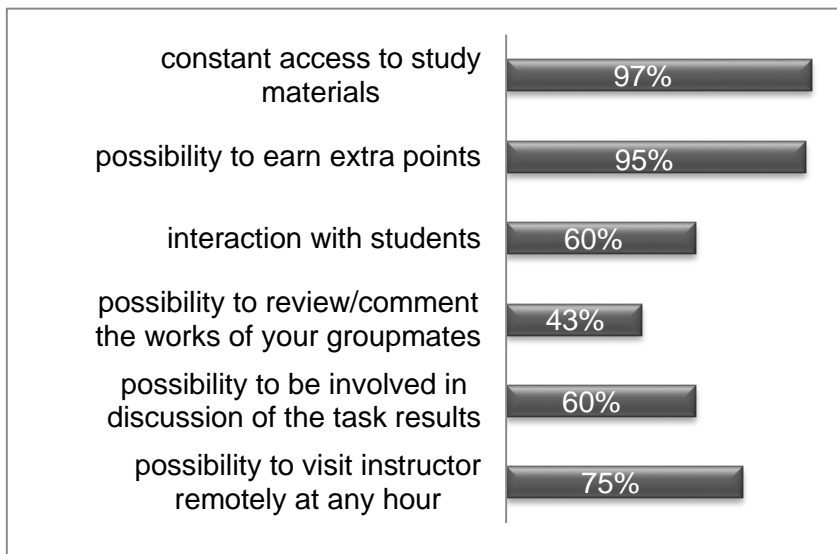 constant access to study
materials
97%
possibility to earn extra points
95%
interaction with students
60%
possibility to review/comment
the works of your groupmates
43%
possibility to be involved in
discussion of the task results
60%
possibility to visit instructor
remotely at any hour
75%